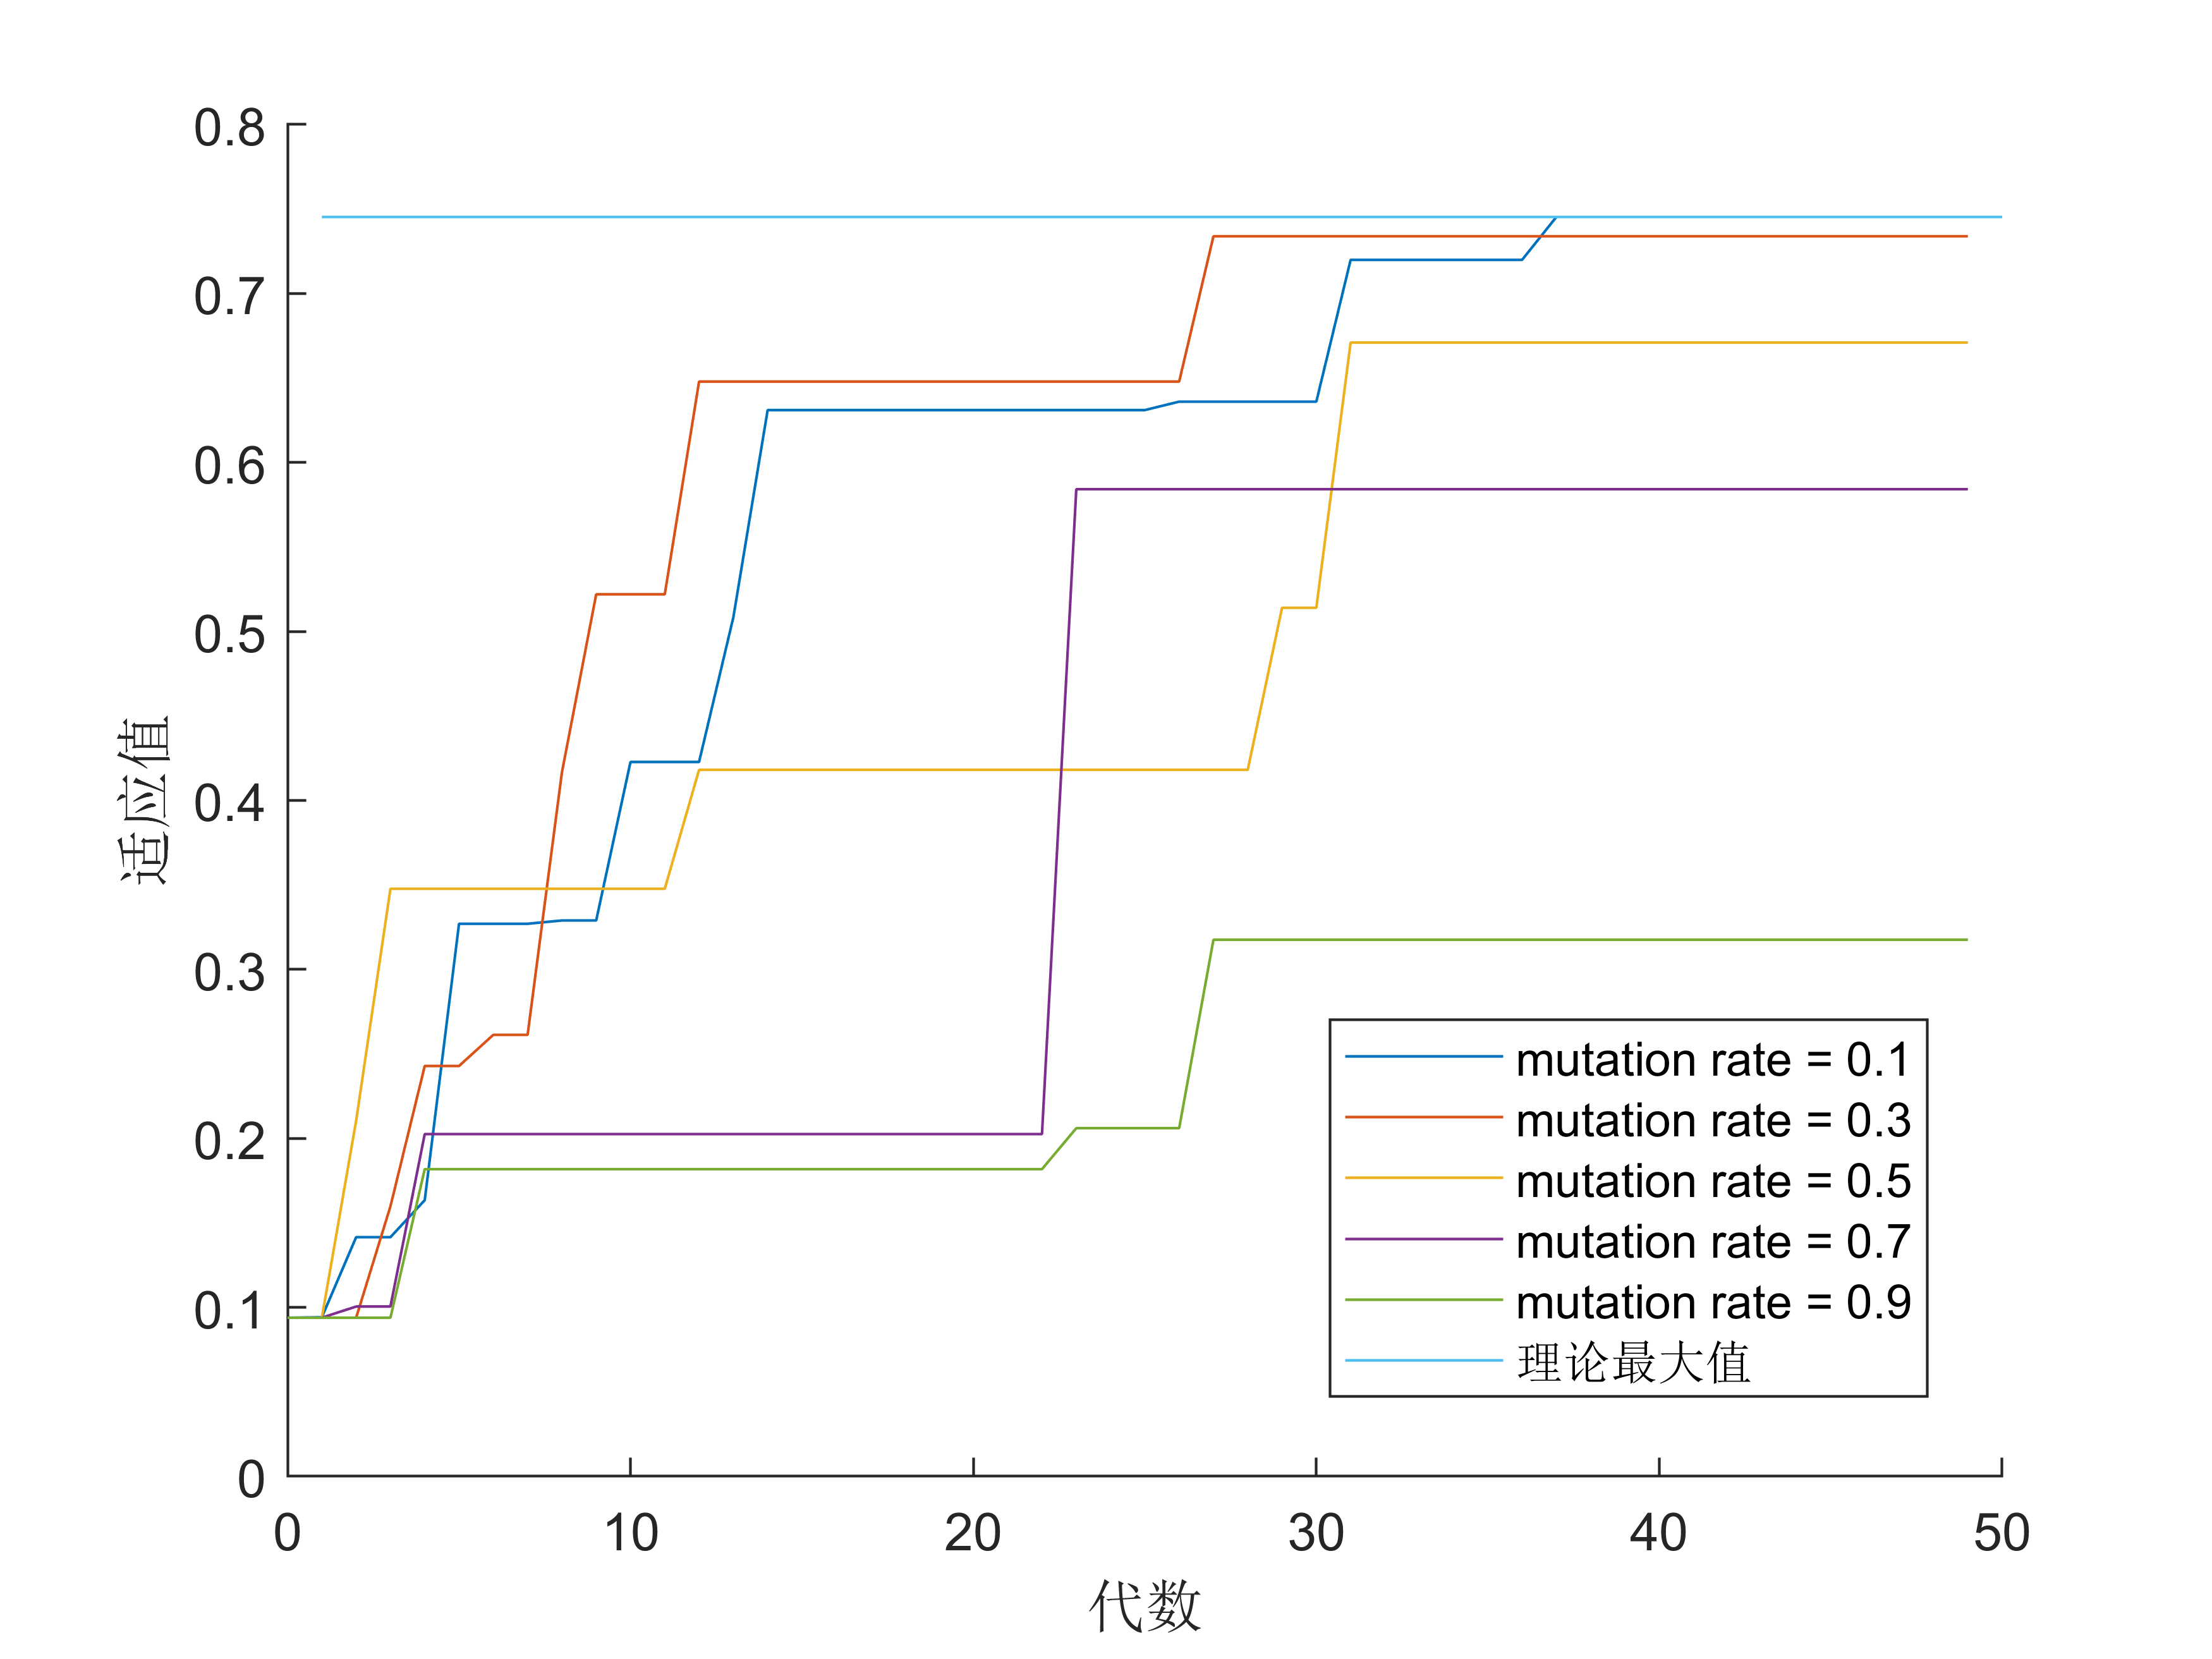 0.8
0.7
0.6
0.5
0.4
0.3
0.2
0.1
0
适应值
0 10 20 30 40 50
代数
mutation rate = 0.1
mutation rate = 0.3
mutation rate = 0.5
mutation rate = 0.7
mutation rate = 0.9
理论最大值